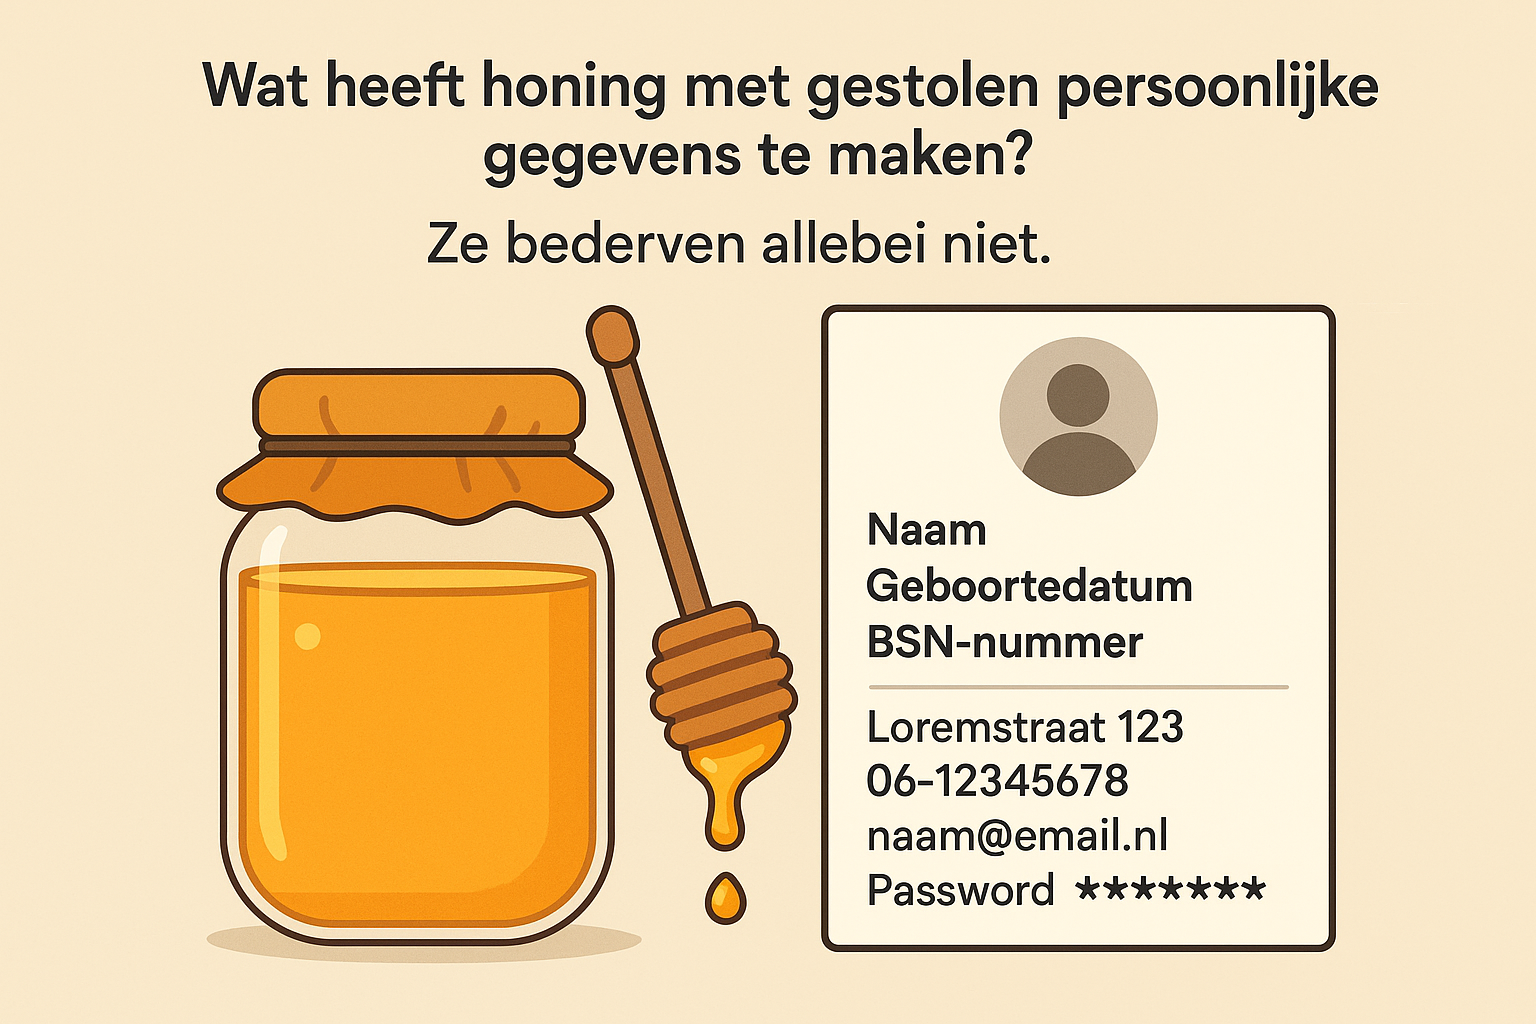 Wat heeft honing met gestolen persoonlijke
gegevens te maken?
Ze bederven allebei niet.
Naam
Geboortedatum
BSN-nummer
Loremstraat 123
06-12345678
naam@email.nl
Password *******